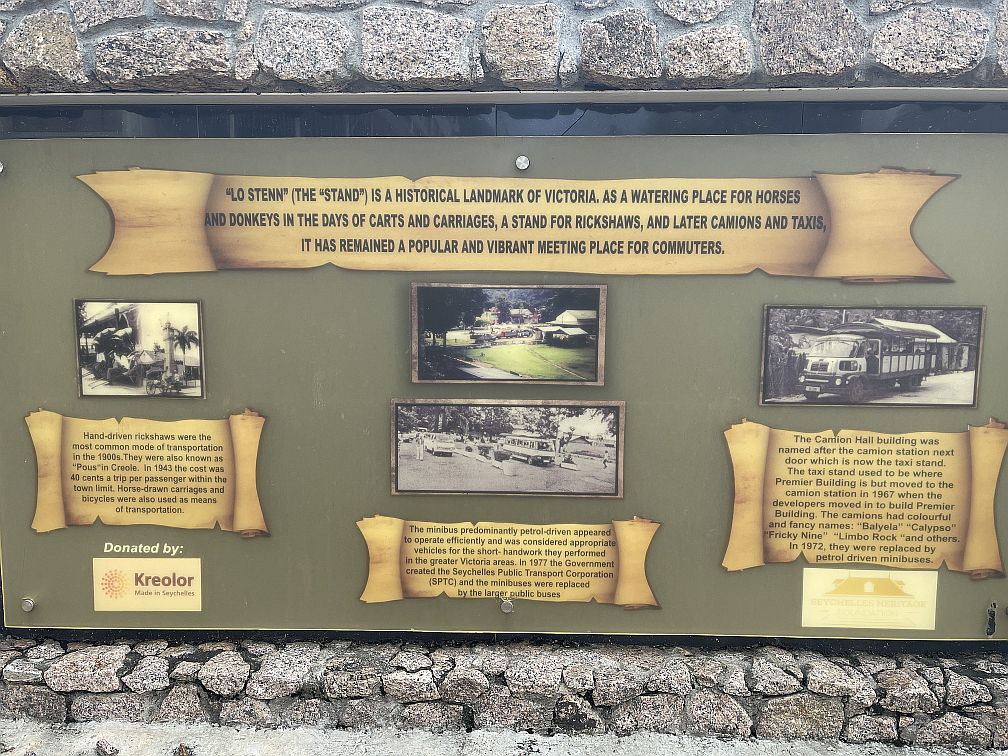 “LO STENN” (THE “STAND”) IS A HISTORICAL LANDMARK OF VICTORIA. AS A WATERING PLACE FOR HORSES
AND DONKEYS IN THE DAYS OF CARTS AND CARRIAGES, A STAND FOR RICKSHAWS, AND LATER CAMIONS AND TAXIS,
IT HAS REMAINED A POPULAR AND VIBRANT MEETING PLACE FOR COMMUTERS.
Hand-driven rickshaws were the
most common mode of transportation
in the 1900s.They were also known as
“Pous“in Creole. In 1943 the cost was
40 cents a trip per passenger within the
town limit. Horse-drawn carriages and
bicycles were also used as means
of transportation.
Donated by:
Kreolor
Made in Seychelles
The minibus predominantly petrol-driven appeared
to operate efficiently and was considered appropriate
vehicles for the short- handwork they performed
in the greater Victoria areas. In 1977 the Government
created the Seychelles Public Transport Corporation
(SPTC) and the minibuses were replaced
by the larger public buses
The Camion Hall building was
named after the camion station next
door which is now the taxi stand.
The taxi stand used to be where
Premier Building is but moved to the
camion station in 1967 when the
developers moved in to build Premier
Building. The camions had colourful
and fancy names: “Balyela” “Calypso”
“Fricky Nine” “Limbo Rock “and others.
In 1972, they were replaced by
petrol driven minibuses.
SEYCHELLES HERITAGE
FOUNDATION